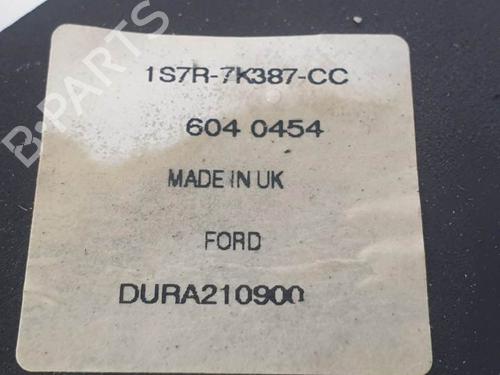 1S7R-7K387-CC
604 0454
MADE IN UK
FORD
DURA210900
B-PARTS